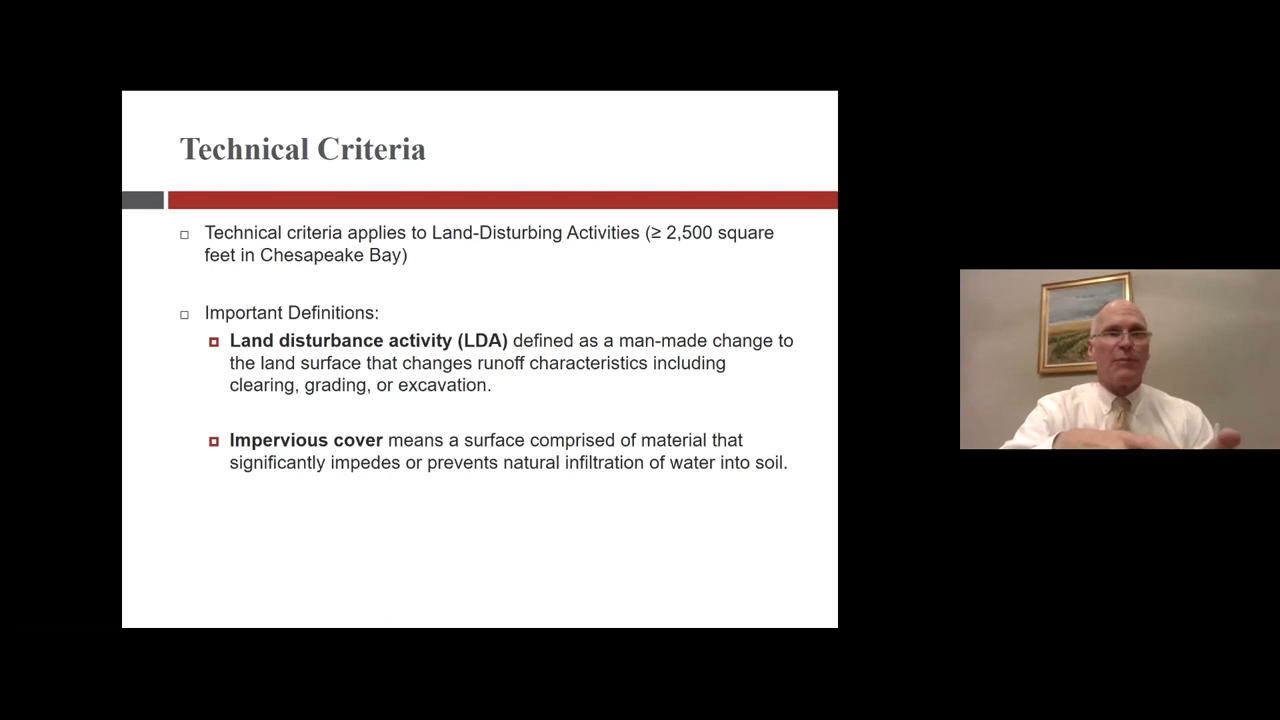 Technical Criteria
Technical criteria applies to Land-Disturbing Activities (≥ 2,500 square
feet in Chesapeake Bay)
Important Definitions:
Land disturbance activity (LDA) defined as a man-made change to
the land surface that changes runoff characteristics including
clearing, grading, or excavation.
Impervious cover means a surface comprised of material that
significantly impedes or prevents natural infiltration of water into soil.